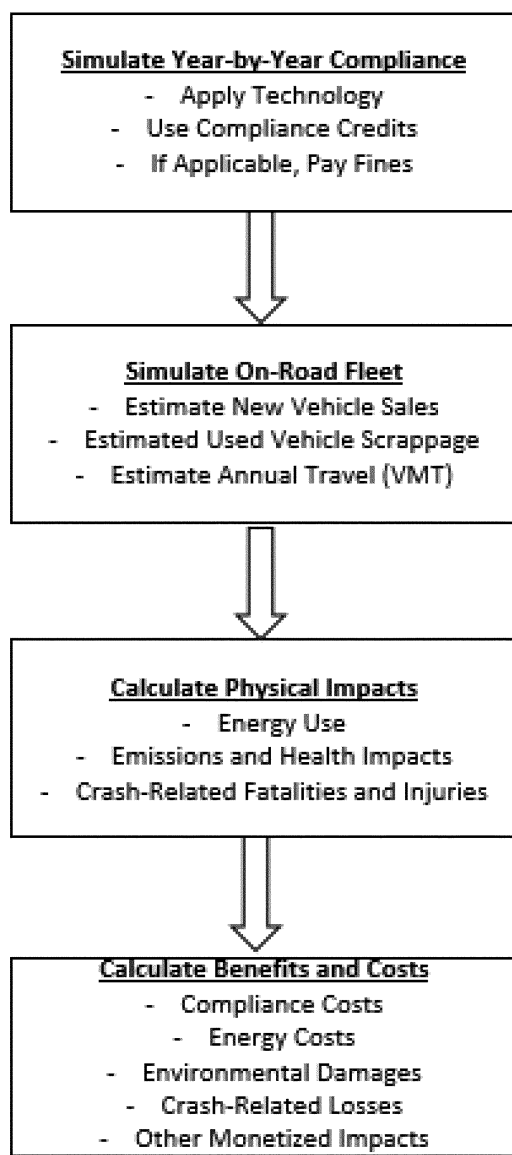 Simulate Year-by-Year Compliance
- Apply Technology
- Use Compliance Credits
- If Applicable, Pay Fines
Simulate On-Road Fleet
- Estimate New Vehicle Sales
- Estimated Used Vehicle Scrappage
- Estimate Annual Travel (VMT)
Calculate Physical Impacts
- Energy Use
- Emissions and Health Impacts
- Crash-Related Fatalities and Injuries
Calculate Benefits and Costs
- Compliance Costs
- Energy Costs
- Environmental Damages
- Crash-Related Losses
- Other Monetized Impacts